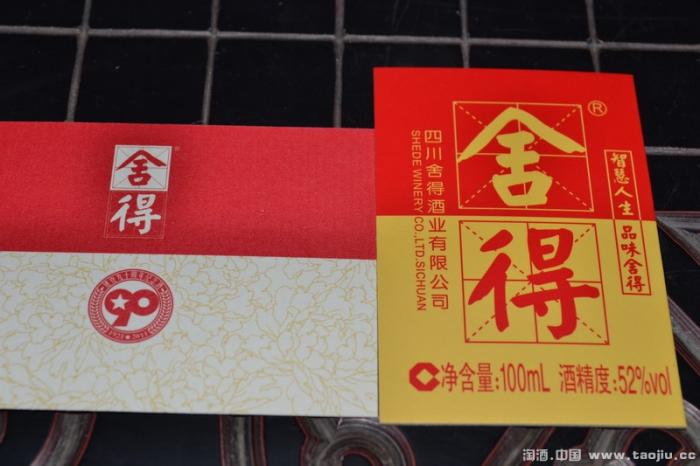 舍
得
90
舍
得
®
四川舍得酒业有限公司
SHEDE WINERY CO.,LTD.SICHUAN
智慧人生 品味舍得
净含量:100mL 酒精度:52%vol
淘酒.中国 www.taojiu.cc